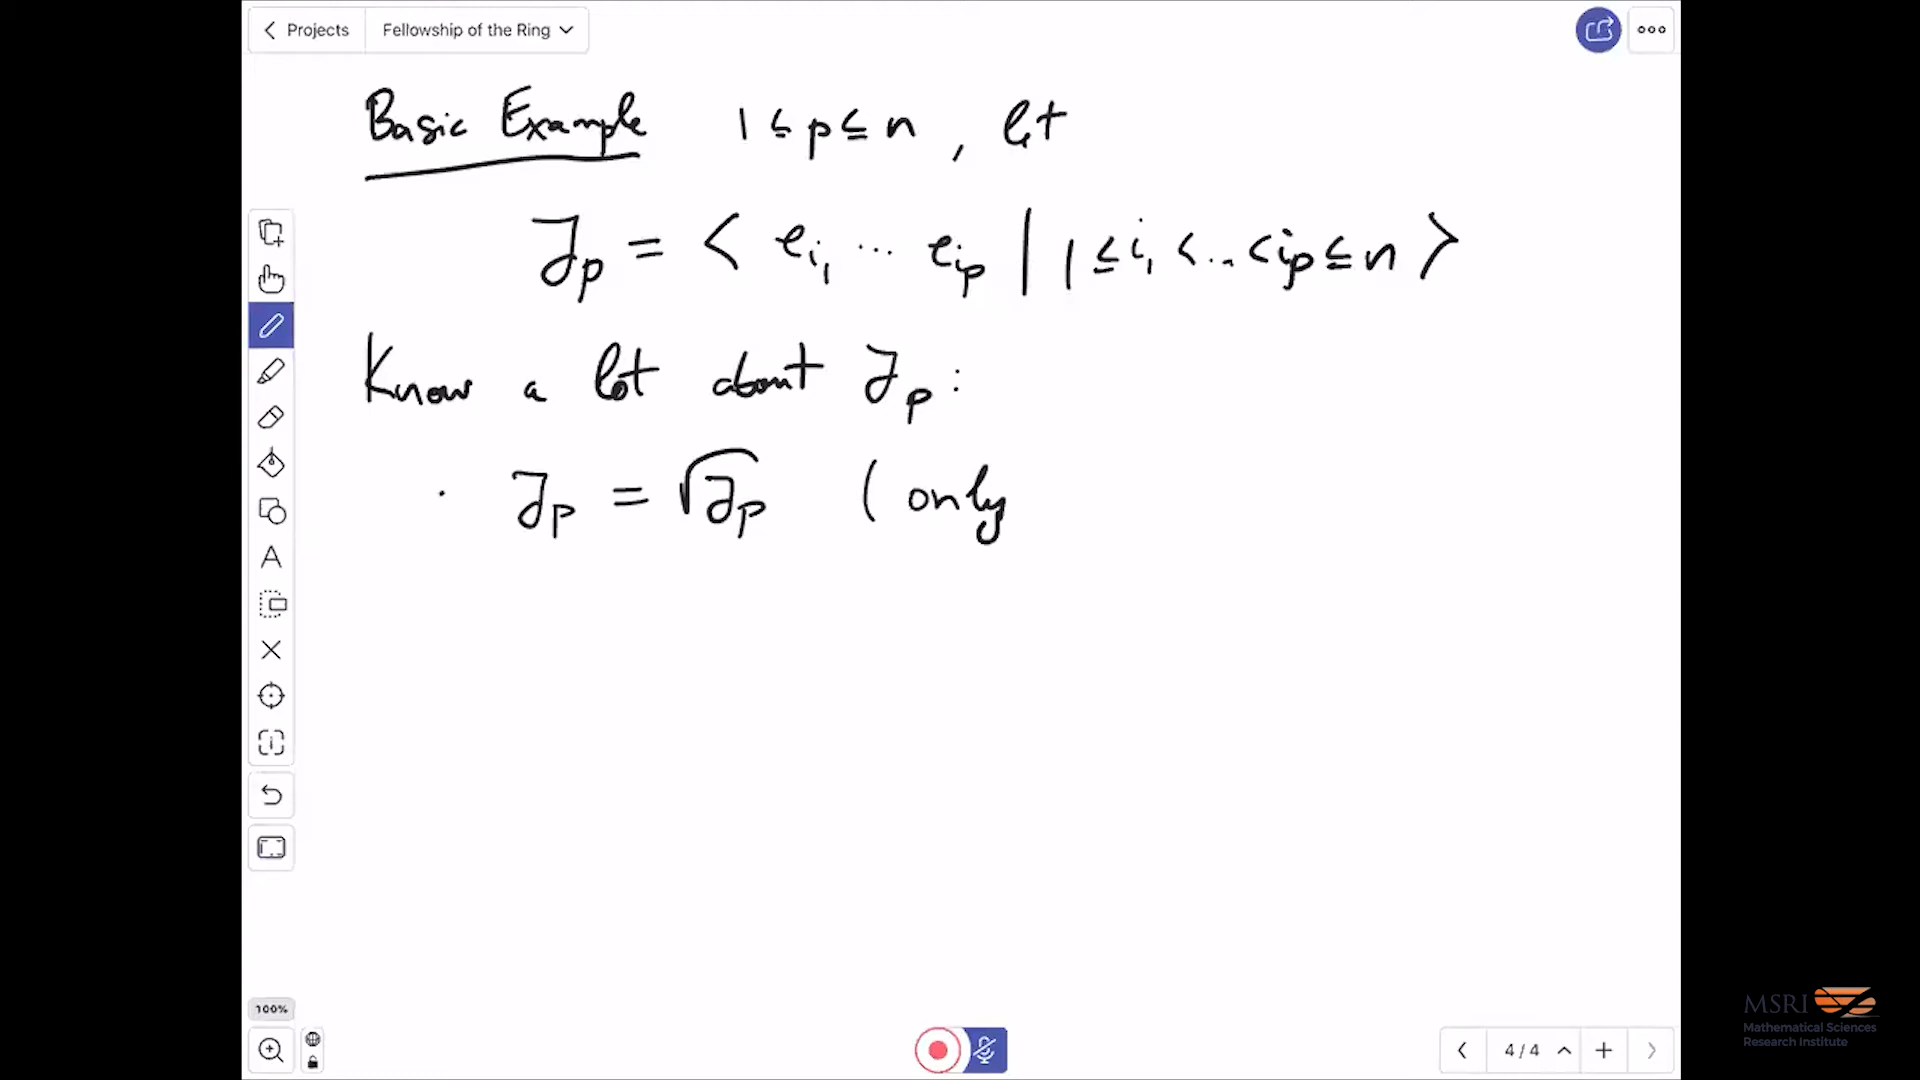 Projects Fellowship of the Ring
Basic Example 1 ≤ p ≤ n , let
J_p = < e_{i_1} ... e_{i_p} | 1 ≤ i_1 < ... < i_p ≤ n >
Know a lot about J_p :
· J_p = √J_p ( only
A
100%
4 / 4
MSRI
Mathematical Sciences
Research Institute